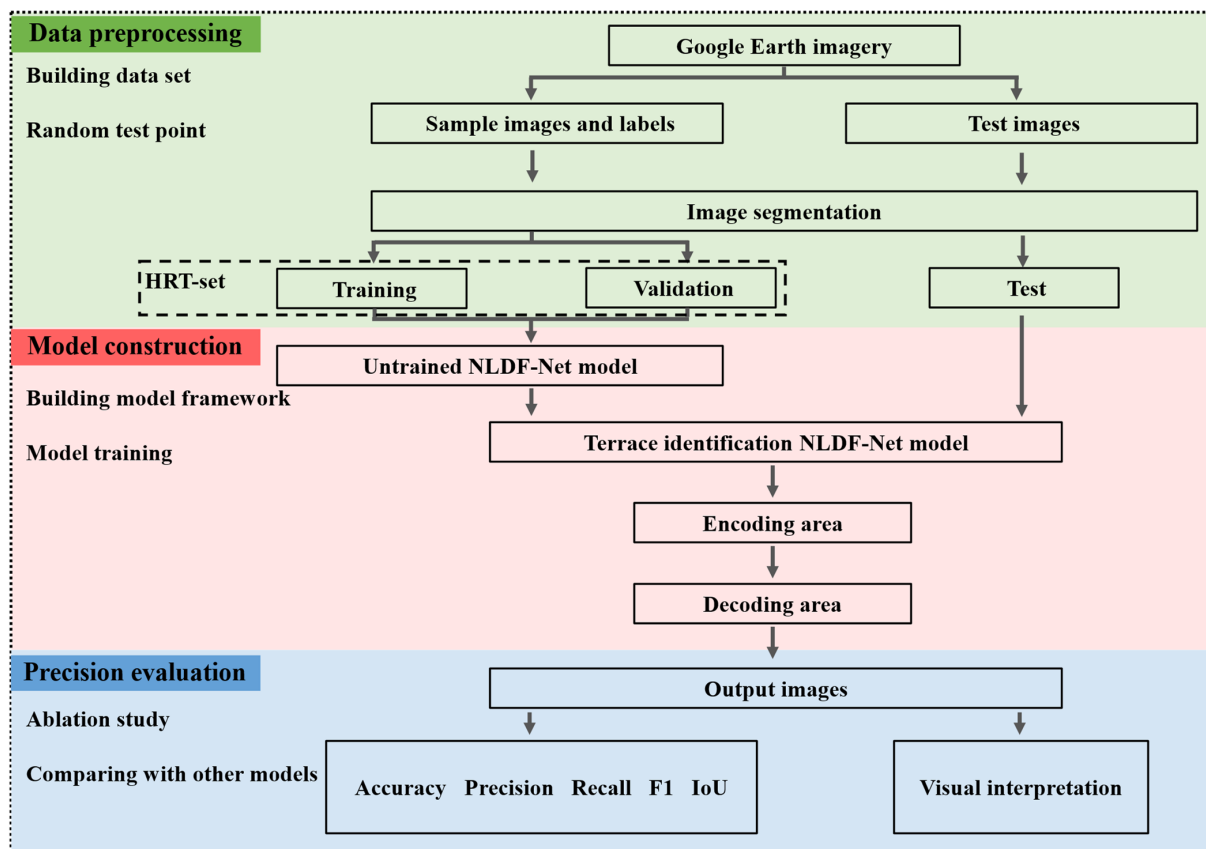 Data preprocessing
Building data set
Random test point
Google Earth imagery
Sample images and labels
Test images
Image segmentation
HRT-set
Training
Validation
Test
Model construction
Building model framework
Model training
Untrained NLDF-Net model
Terrace identification NLDF-Net model
Encoding area
Decoding area
Precision evaluation
Ablation study
Comparing with other models
Output images
Accuracy Precision Recall F1 IoU
Visual interpretation